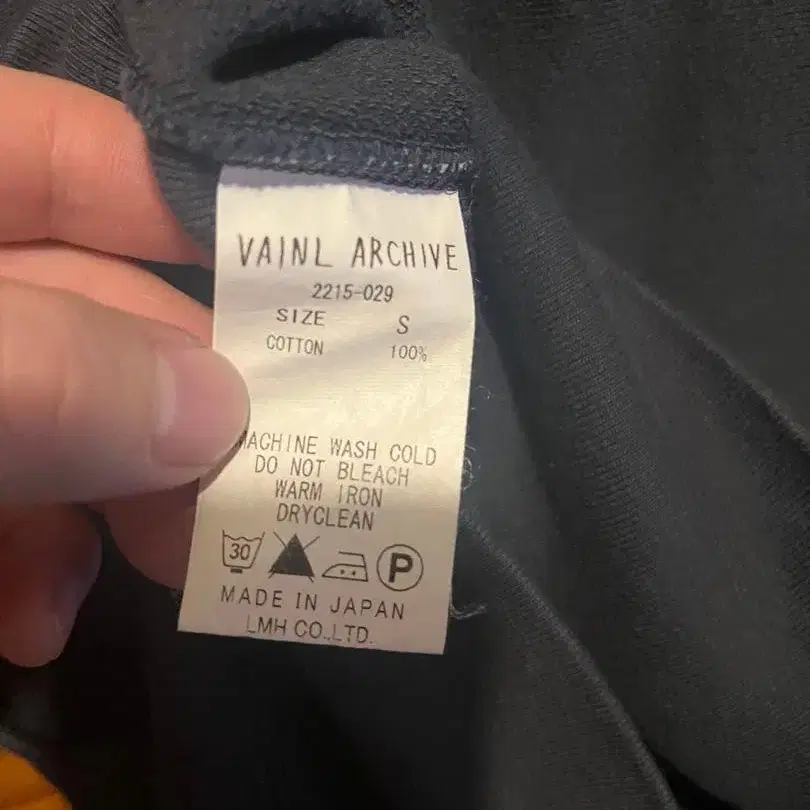 VAINL ARCHIVE
2215-029
SIZE S
COTTON 100%
MACHINE WASH COLD
DO NOT BLEACH
WARM IRON
DRYCLEAN
30 P
MADE IN JAPAN
LMH CO.,LTD.